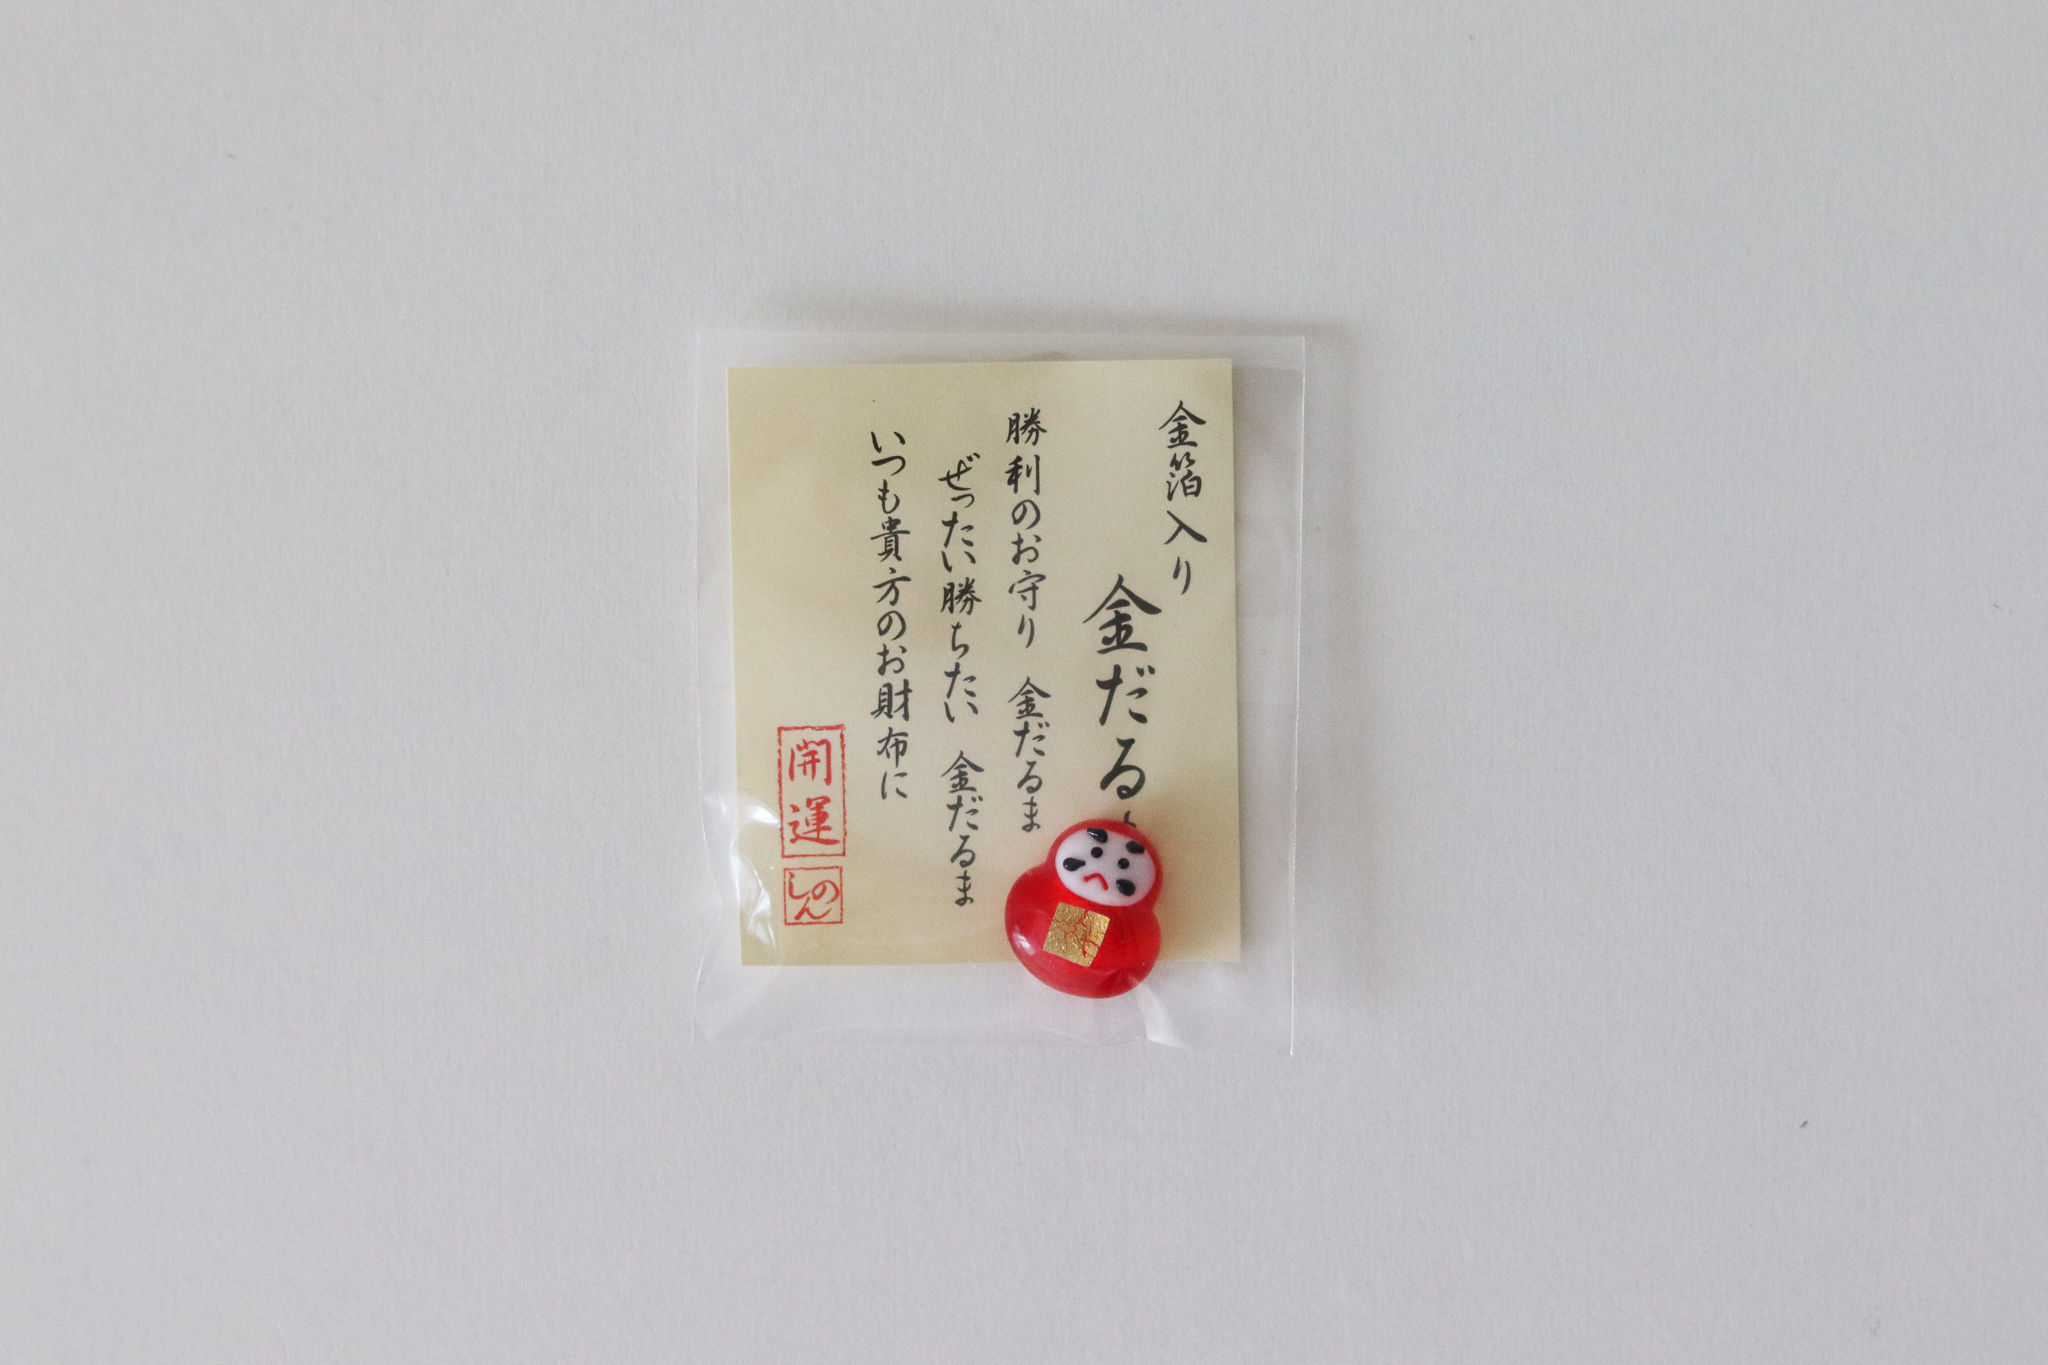 金箔入り
金だる
勝利のお守り 金だるま
ぜったい勝ちたい 金だるま
いつも貴方のお財布に
開運
しのん